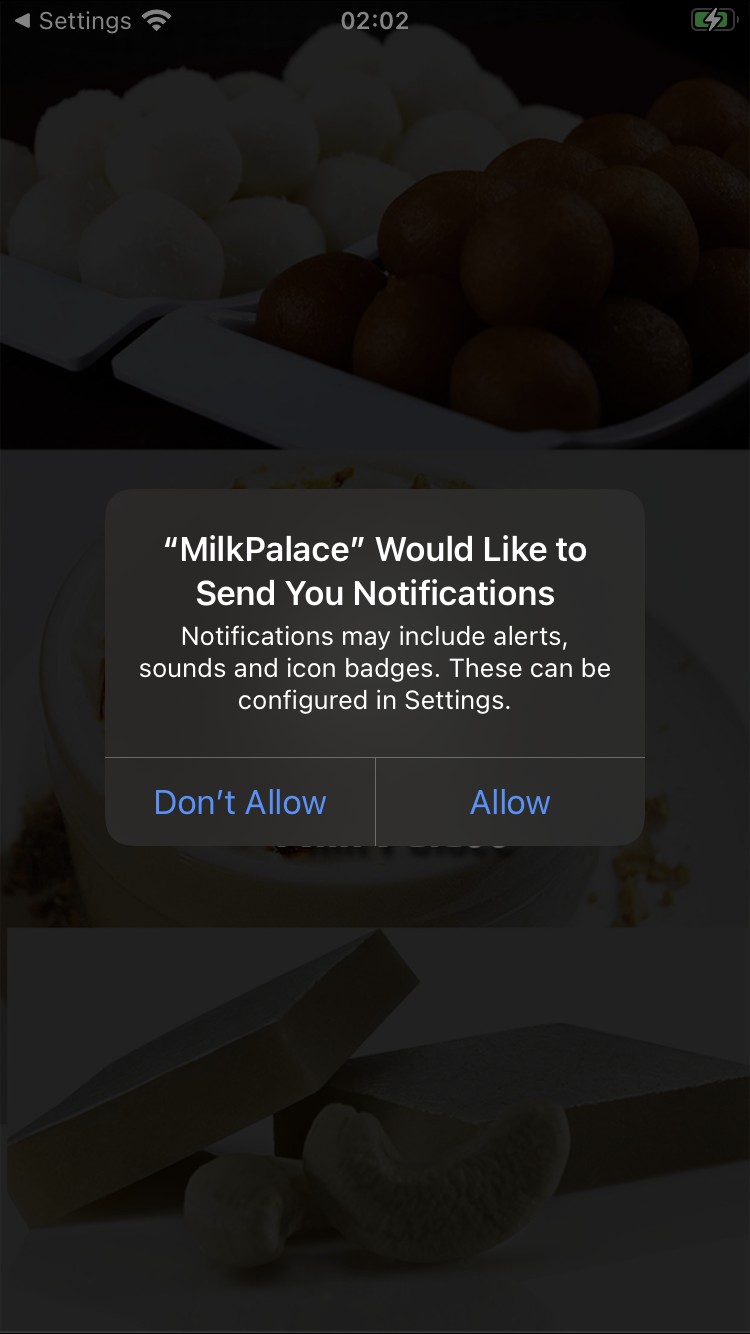 Settings
02:02
“MilkPalace” Would Like to
Send You Notifications
Notifications may include alerts,
sounds and icon badges. These can be
configured in Settings.
Don’t Allow
Allow